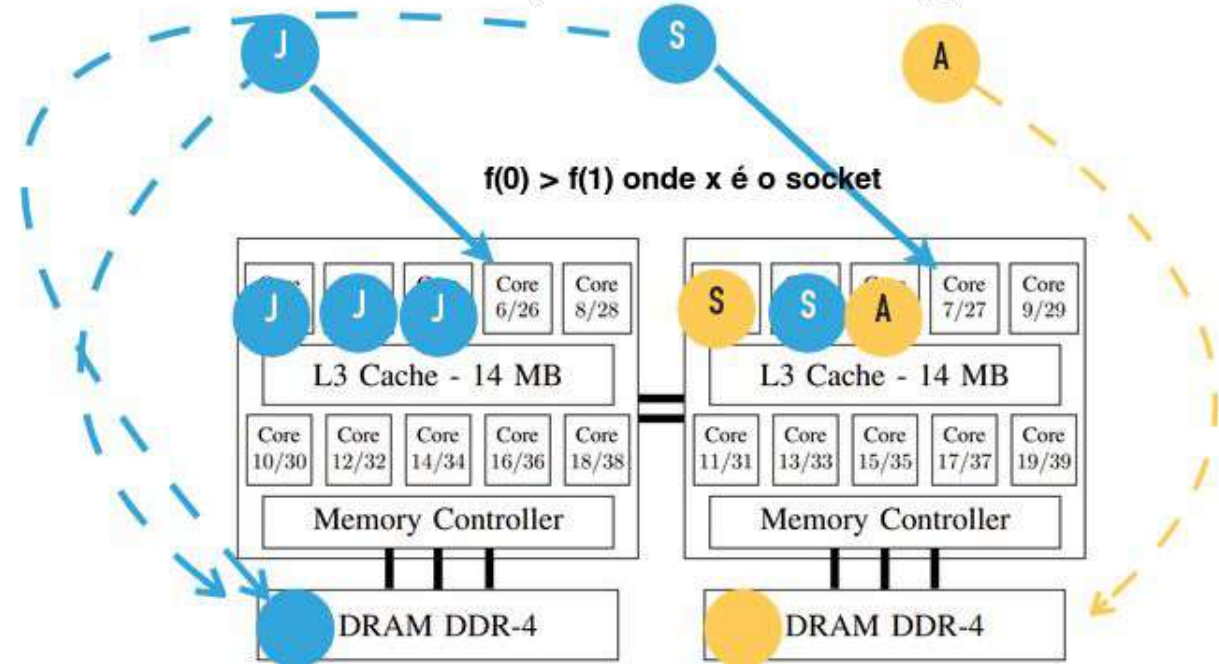 J
S
A
f(0) > f(1) onde x é o socket
J J J Core 6/26 Core 8/28
S S A Core 7/27 Core 9/29
L3 Cache - 14 MB
L3 Cache - 14 MB
Core 10/30 Core 12/32 Core 14/34 Core 16/36 Core 18/38
Core 11/31 Core 13/33 Core 15/35 Core 17/37 Core 19/39
Memory Controller
Memory Controller
DRAM DDR-4
DRAM DDR-4